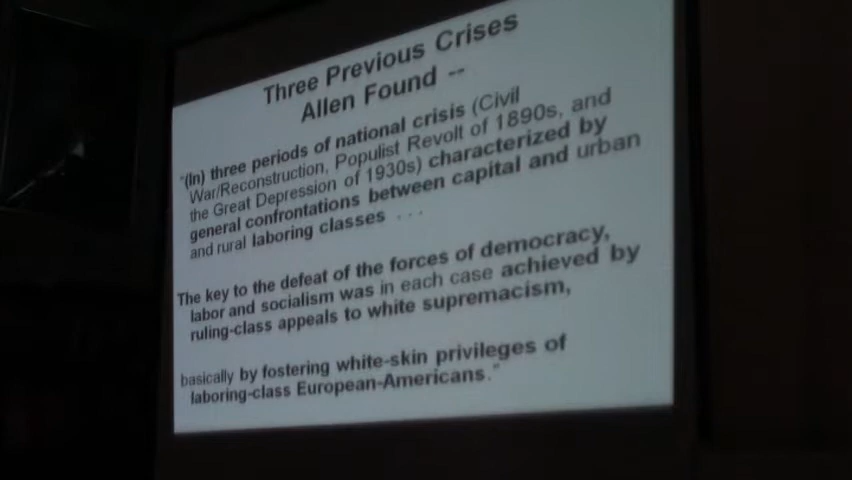 Three Previous Crises
Allen Found --
"(In) three periods of national crisis (Civil
War/Reconstruction, Populist Revolt of 1890s, and
the Great Depression of 1930s) characterized by
general confrontations between capital and urban
and rural laboring classes . . .
The key to the defeat of the forces of democracy,
labor and socialism was in each case achieved by
ruling-class appeals to white supremacism,
basically by fostering white-skin privileges of
laboring-class European-Americans."